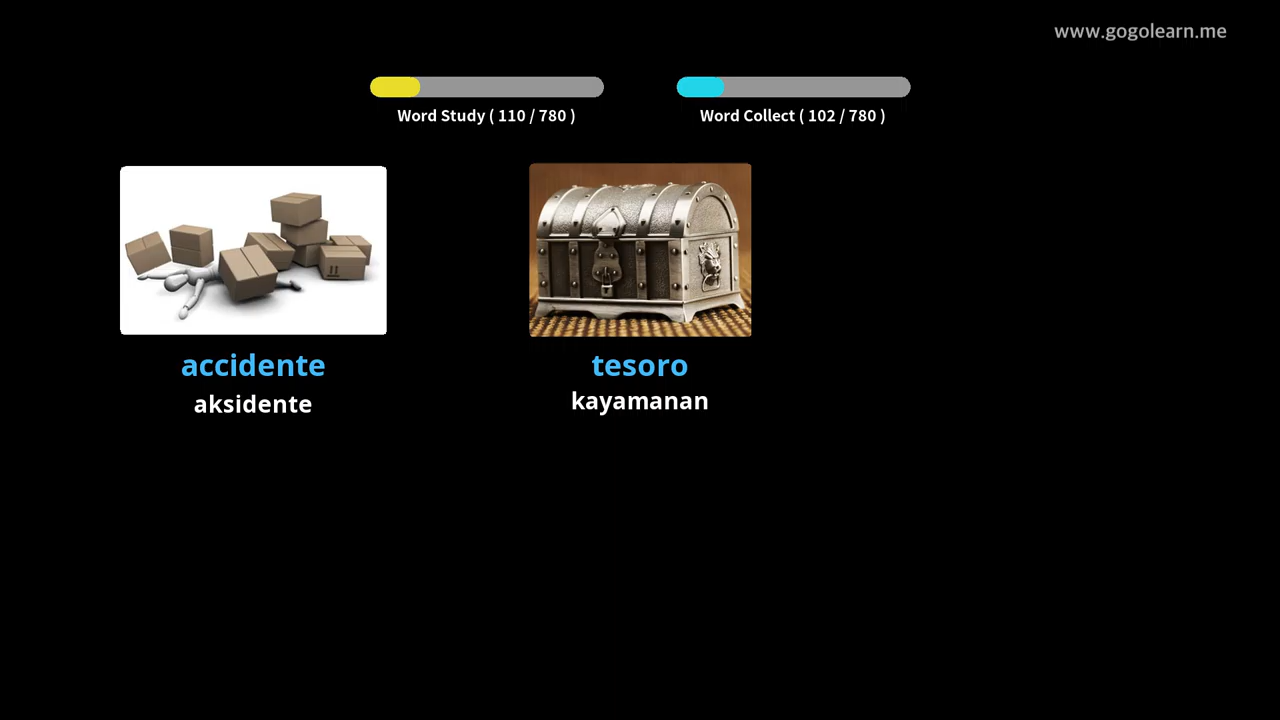 www.gogolearn.me
Word Study ( 110 / 780 )
Word Collect ( 102 / 780 )
accidente
aksidente
tesoro
kayamanan